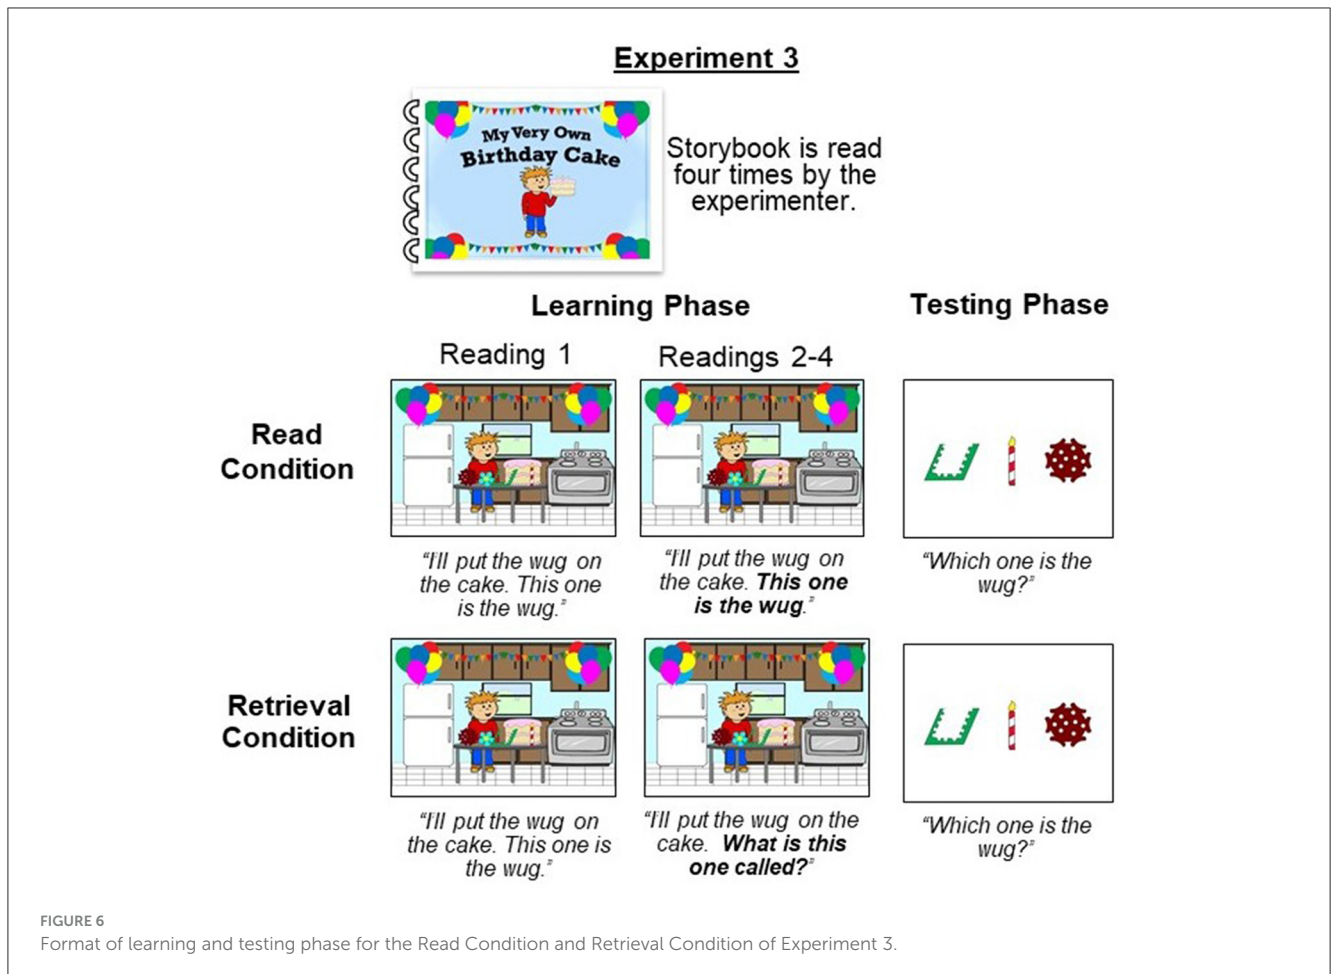 Experiment 3
My Very Own
Birthday Cake
Storybook is read
four times by the
experimenter.
Learning Phase
Testing Phase
Reading 1
Readings 2-4
Read
Condition
“I’ll put the wug on
the cake. This one
is the wug.”
“I’ll put the wug on
the cake. This one
is the wug.”
“Which one is the
wug?”
Retrieval
Condition
“I’ll put the wug on
the cake. This one is
the wug.”
“I’ll put the wug on the
cake. What is this
one called?”
“Which one is the
wug?”
FIGURE 6
Format of learning and testing phase for the Read Condition and Retrieval Condition of Experiment 3.